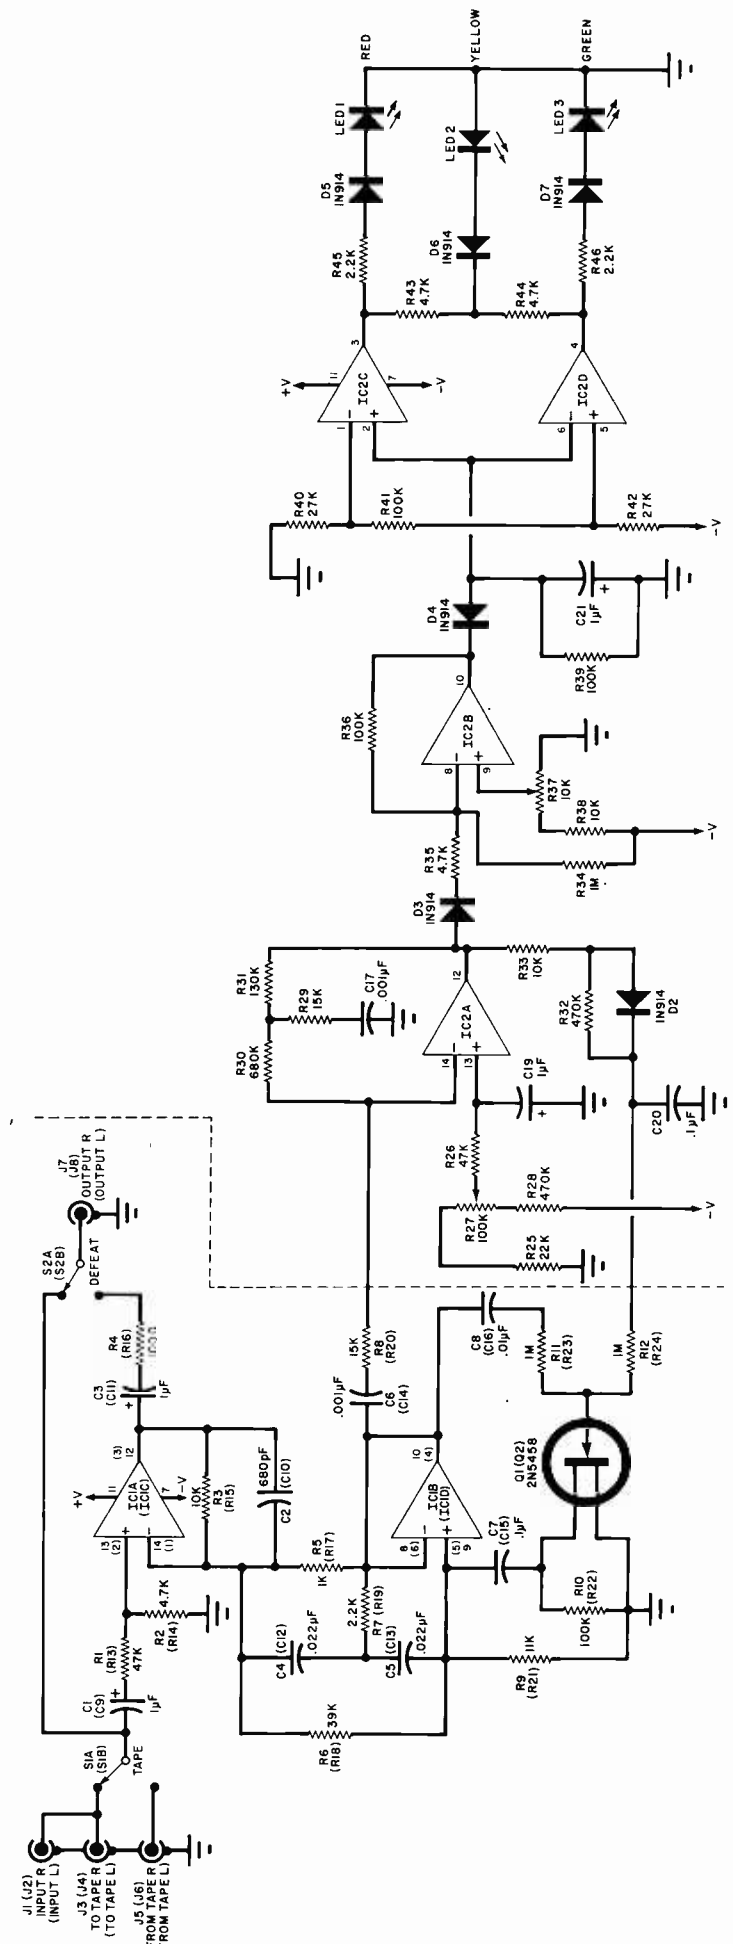 RED
YELLOW
GREEN
LED1
LED2
LED3
D5
1N914
D6
1N914
D7
1N914
R45
2.2K
R43
4.7K
R44
4.7K
R46
2.2K
+V
11
3
IC2C
7
-V
1
-
2
+
4
IC2D
6
-
5
+
R40
27K
R41
100K
R42
27K
-V
D4
1N914
C21
1µF
+
R39
100K
R36
100K
10
IC2B
8
-
9
+
R37
10K
R38
10K
R34
1M
-V
R35
4.7K
D3
1N914
R31
130K
R29
15K
C17
.001µF
R30
680K
12
IC2A
14
-
13
+
R33
10K
R32
470K
1N914
D2
C19
1µF
+
C20
.1µF
R26
47K
R27
100K
R28
470K
R25
22K
-V
J7
(J8)
OUTPUT R
(OUTPUT L)
S2A
(S2B)
DEFEAT
R4
(R16)
C3
(C11)
+
1µF
+V
11
(3)
12
IC1A
(IC1C)
7
-V
13
(2)
+
14
(1)
-
10K
R3
(R15)
680pF
C2
(C10)
R5
(R17)
1K
15K
R8
(R20)
.001µF
C6
(C14)
C8
(C16)
.01µF
1M
R11
(R23)
1M
R12
(R24)
10
(4)
IC1B
(IC1D)
8
(6)
-
(5)
9
+
C7
(C15)
.1µF
Q1(Q2)
2N5458
R10
(R22)
100K
11K
R9
(R21)
2.2K
R7 (R19)
C4 (C12)
.022µF
C5 (C13)
.022µF
39K
R6
(R18)
4.7K
R2
(R14)
R1
(R13)
47K
C1
(C9)
+
1µF
S1A
(S1B)
TAPE
J1 (J2)
INPUT R
(INPUT L)
J3 (J4)
TO TAPE R
(TO TAPE L)
J5 (J6)
FROM TAPE R
FROM TAPE L)